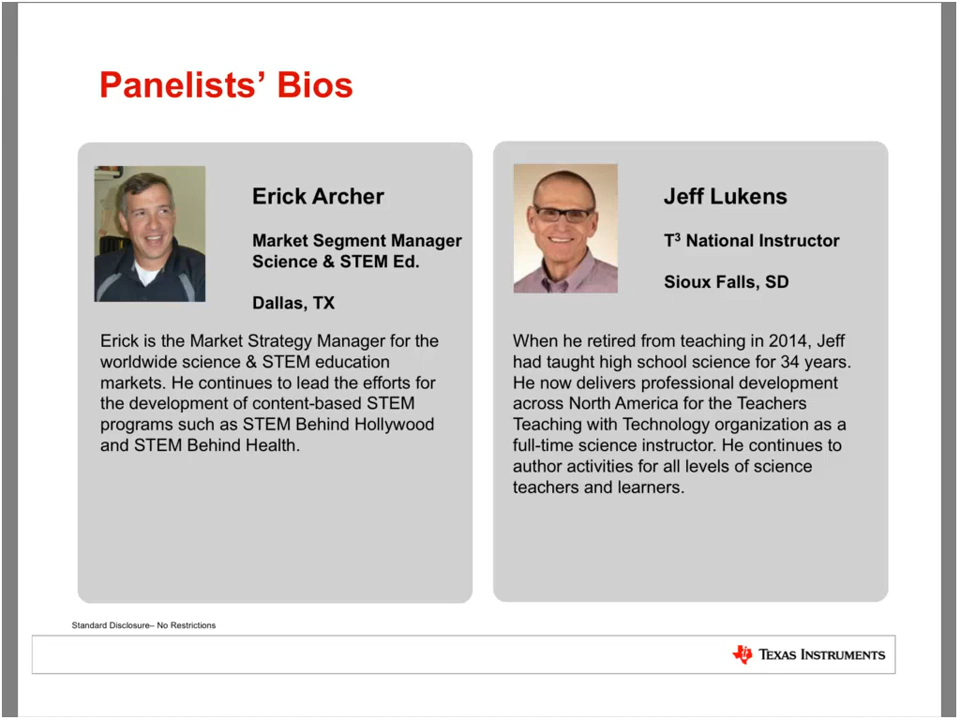 Panelists’ Bios
Erick Archer
Market Segment Manager
Science & STEM Ed.
Dallas, TX
Erick is the Market Strategy Manager for the
worldwide science & STEM education
markets. He continues to lead the efforts for
the development of content-based STEM
programs such as STEM Behind Hollywood
and STEM Behind Health.
Jeff Lukens
T³ National Instructor
Sioux Falls, SD
When he retired from teaching in 2014, Jeff
had taught high school science for 34 years.
He now delivers professional development
across North America for the Teachers
Teaching with Technology organization as a
full-time science instructor. He continues to
author activities for all levels of science
teachers and learners.
Standard Disclosure– No Restrictions
TEXAS INSTRUMENTS